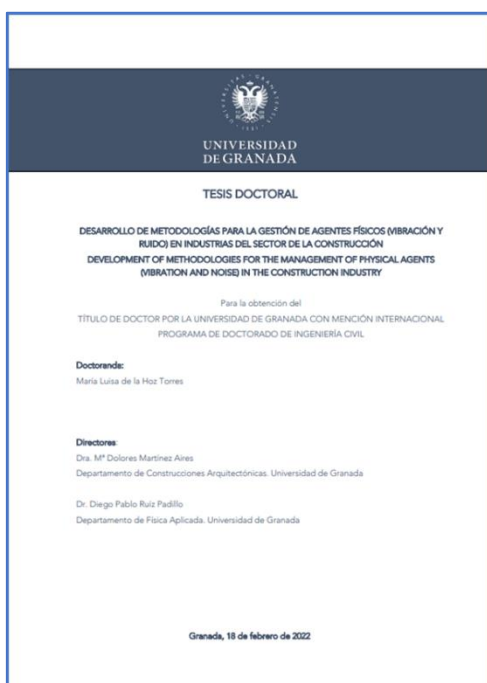 UNIVERSIDAD
DE GRANADA
TESIS DOCTORAL
DESARROLLO DE METODOLOGÍAS PARA LA GESTIÓN DE AGENTES FÍSICOS (VIBRACIÓN Y
RUIDO) EN INDUSTRIAS DEL SECTOR DE LA CONSTRUCCIÓN
DEVELOPMENT OF METHODOLOGIES FOR THE MANAGEMENT OF PHYSICAL AGENTS
(VIBRATION AND NOISE) IN THE CONSTRUCTION INDUSTRY
Para la obtención del
TÍTULO DE DOCTOR POR LA UNIVERSIDAD DE GRANADA CON MENCIÓN INTERNACIONAL
PROGRAMA DE DOCTORADO DE INGENIERÍA CIVIL
Doctorande:
María Luisa de la Hoz Torres
Directores:
Dra. Mª Dolores Martínez Aires
Departamento de Construcciones Arquitectónicas. Universidad de Granada
Dr. Diego Pablo Ruiz Padillo
Departamento de Física Aplicada. Universidad de Granada
Granada, 18 de febrero de 2022